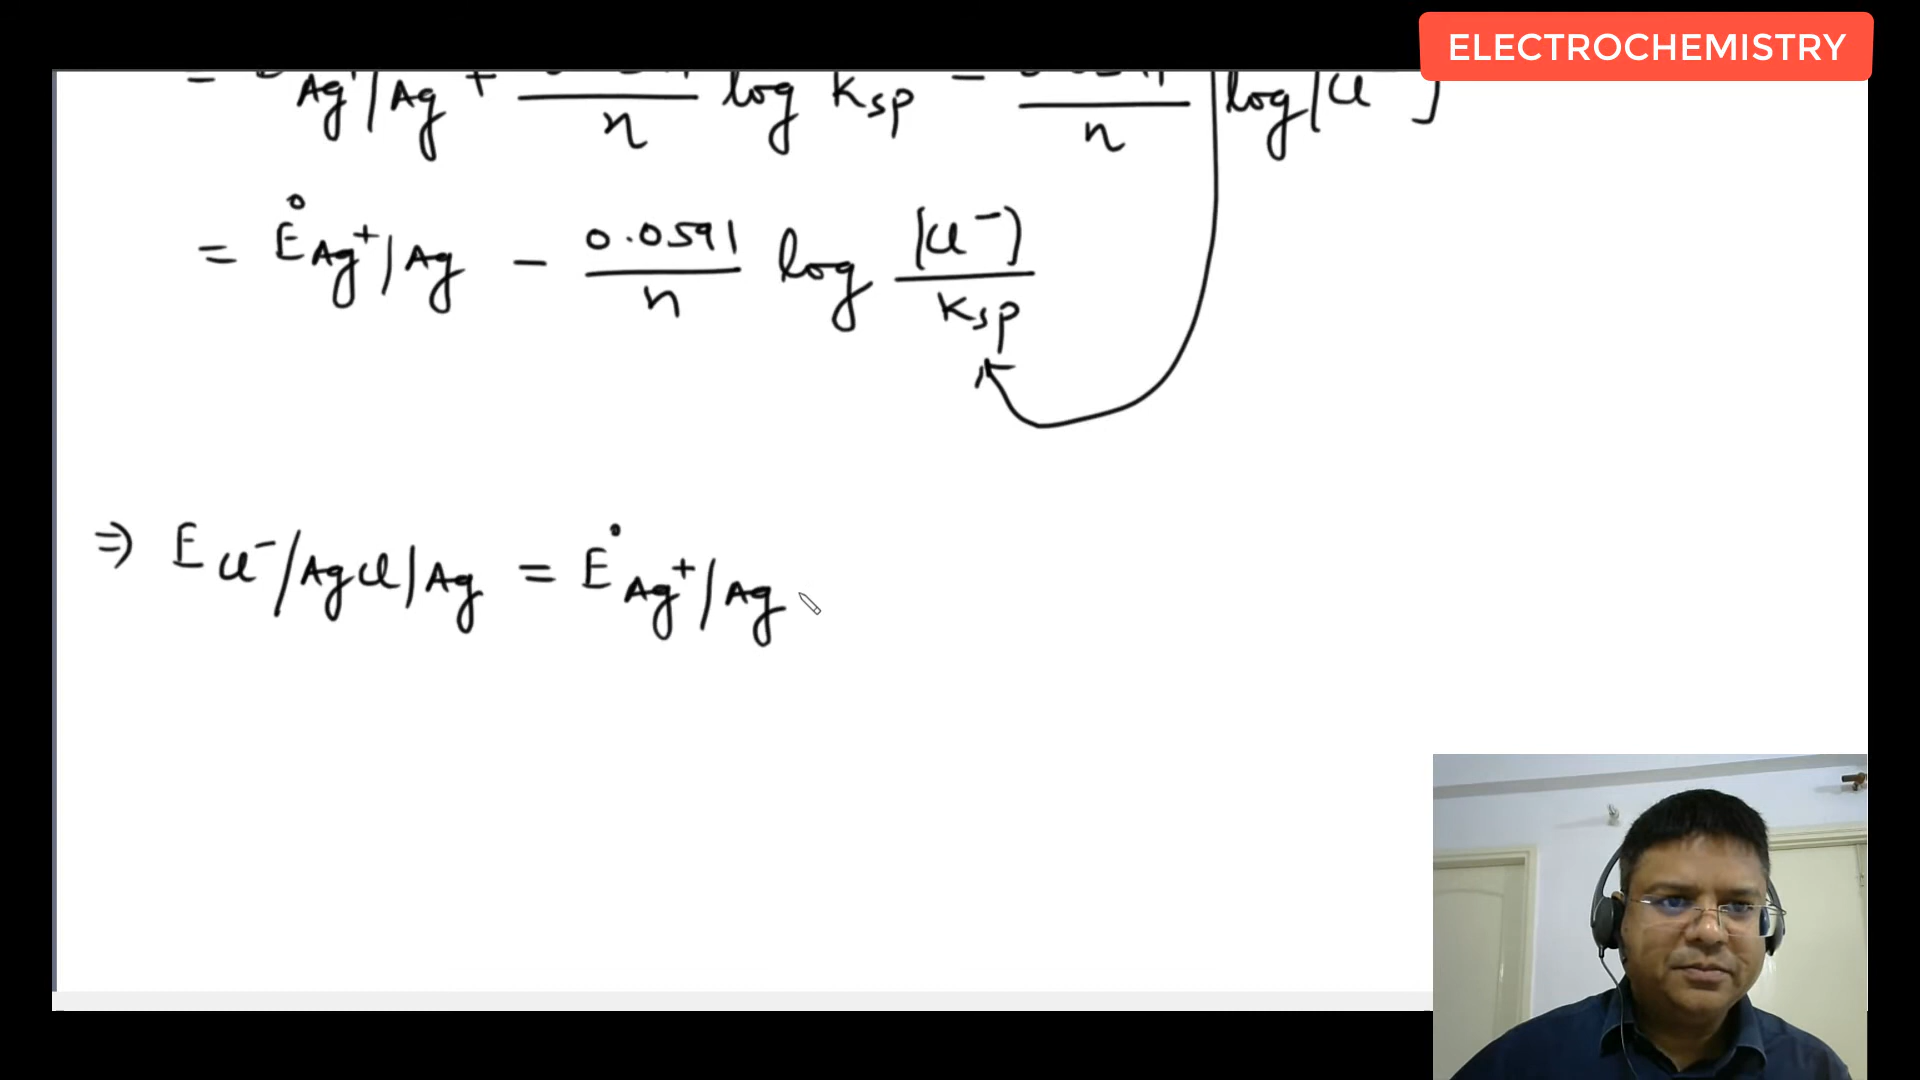 ELECTROCHEMISTRY
= E Ag+/Ag + 0.0591/n log Ksp - 0.0591/n log [Cl-]
= E° Ag+/Ag - 0.0591/n log [Cl-]/Ksp
⇒ E Cl-/AgCl/Ag = E° Ag+/Ag